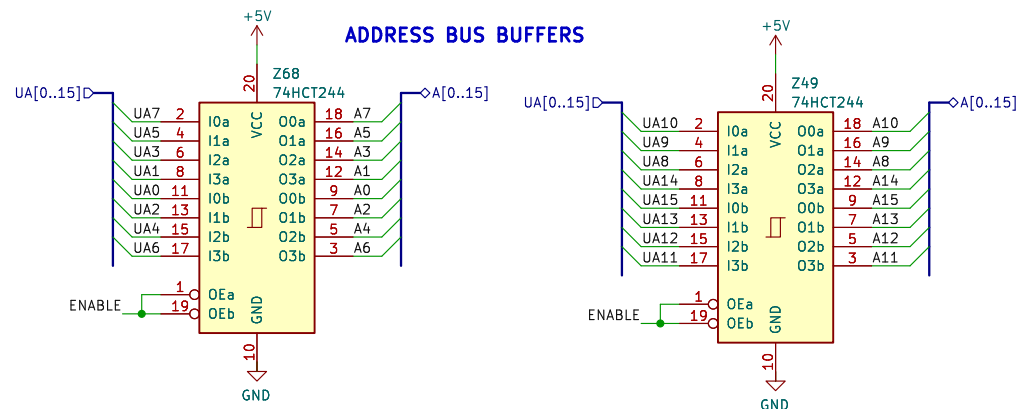 ADDRESS BUS BUFFERS
+5V
Z68
74HCT244
20
VCC
UA[0..15]
A[0..15]
UA7 2 I0a O0a 18 A7
UA5 4 I1a O1a 16 A5
UA3 6 I2a O2a 14 A3
UA1 8 I3a O3a 12 A1
UA0 11 I0b O0b 9 A0
UA2 13 I1b O1b 7 A2
UA4 15 I2b O2b 5 A4
UA6 17 I3b O3b 3 A6
1 OEa
ENABLE 19 OEb
GND
10
GND
+5V
Z49
74HCT244
20
VCC
UA[0..15]
A[0..15]
UA10 2 I0a O0a 18 A10
UA9 4 I1a O1a 16 A9
UA8 6 I2a O2a 14 A8
UA14 8 I3a O3a 12 A14
UA15 11 I0b O0b 9 A15
UA13 13 I1b O1b 7 A13
UA12 15 I2b O2b 5 A12
UA11 17 I3b O3b 3 A11
1 OEa
ENABLE 19 OEb
GND
10
GND